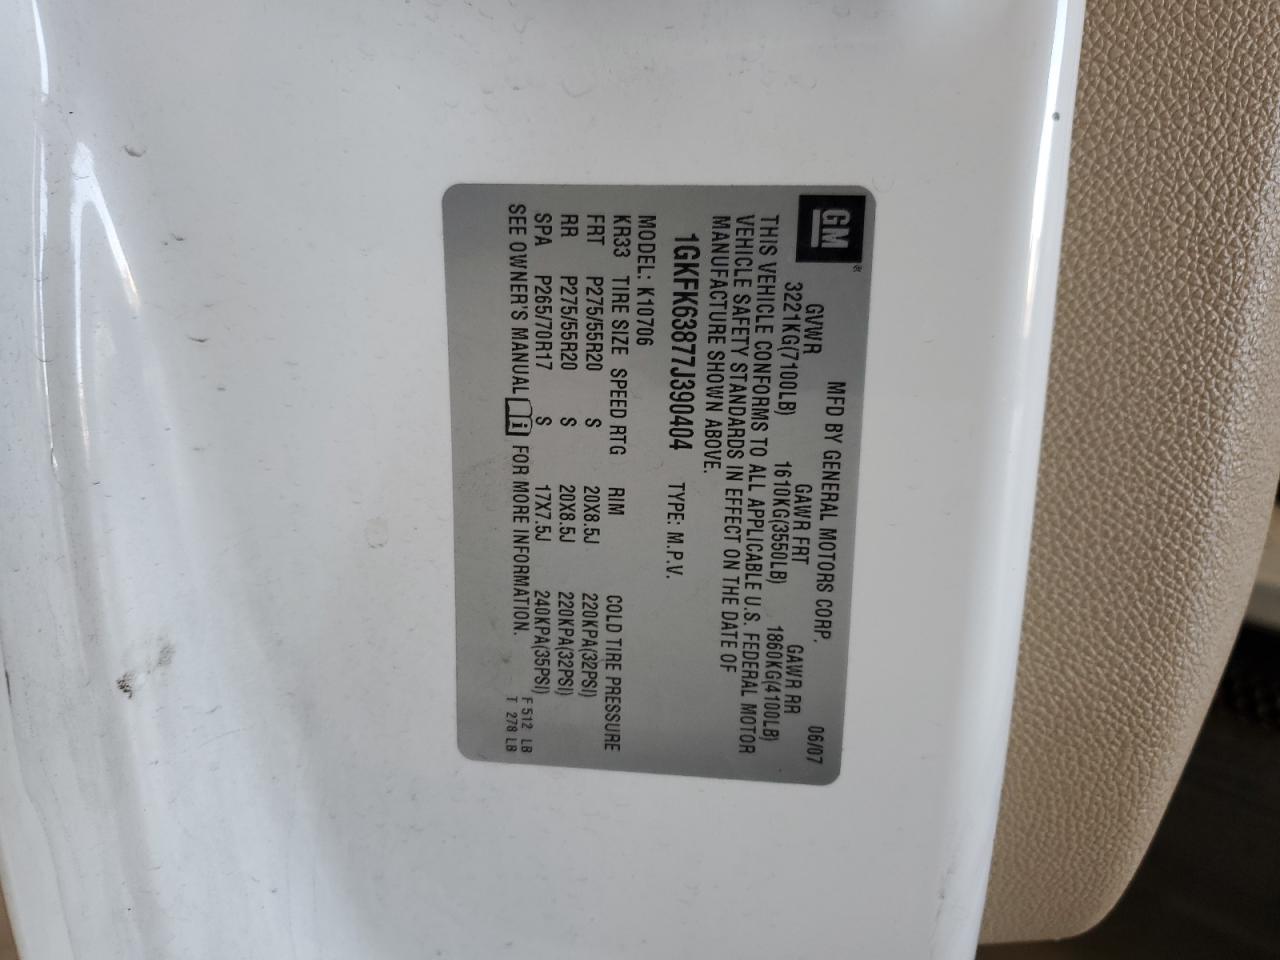 GM®
MFD BY GENERAL MOTORS CORP. 06/07
GVWR GAWR FRT GAWR RR
3221KG(7100LB) 1610KG(3550LB) 1860KG(4100LB)
THIS VEHICLE CONFORMS TO ALL APPLICABLE U.S. FEDERAL MOTOR
VEHICLE SAFETY STANDARDS IN EFFECT ON THE DATE OF
MANUFACTURE SHOWN ABOVE.
1GKFK63877J390404 TYPE: M.P.V.
MODEL: K10706
KR33 TIRE SIZE SPEED RTG RIM COLD TIRE PRESSURE
FRT P275/55R20 S 20X8.5J 220KPA(32PSI)
RR P275/55R20 S 20X8.5J 220KPA(32PSI)
SPA P265/70R17 S 17X7.5J 240KPA(35PSI)
SEE OWNER'S MANUAL i FOR MORE INFORMATION.
F 512 LB
T 278 LB